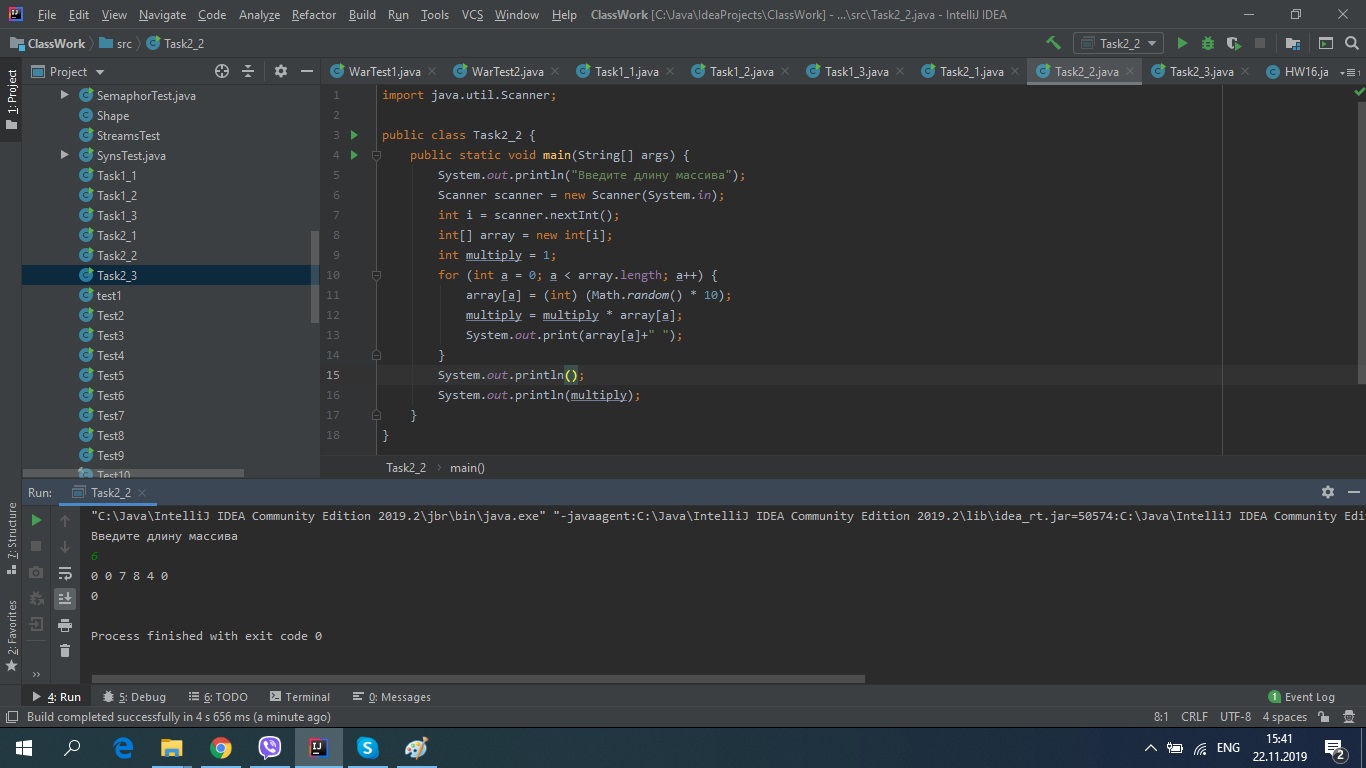 File Edit View Navigate Code Analyze Refactor Build Run Tools VCS Window Help ClassWork [C:\Java\IdeaProjects\ClassWork] - ...\src\Task2_2.java - IntelliJ IDEA
ClassWork src Task2_2 Task2_2
Project WarTest1.java WarTest2.java Task1_1.java Task1_2.java Task1_3.java Task2_1.java Task2_2.java Task2_3.java HW16.ja
1: Project
SemaphorTest.java
Shape
StreamsTest
SynsTest.java
Task1_1
Task1_2
Task1_3
Task2_1
Task2_2
Task2_3
test1
Test2
Test3
Test4
Test5
Test6
Test7
Test8
Test9
Test10
1 import java.util.Scanner;
2
3 public class Task2_2 {
4 public static void main(String[] args) {
5 System.out.println("Введите длину массива");
6 Scanner scanner = new Scanner(System.in);
7 int i = scanner.nextInt();
8 int[] array = new int[i];
9 int multiply = 1;
10 for (int a = 0; a < array.length; a++) {
11 array[a] = (int) (Math.random() * 10);
12 multiply = multiply * array[a];
13 System.out.print(array[a]+" ");
14 }
15 System.out.println();
16 System.out.println(multiply);
17 }
18 }
Task2_2 › main()
Run: Task2_2
"C:\Java\IntelliJ IDEA Community Edition 2019.2\jbr\bin\java.exe" "-javaagent:C:\Java\IntelliJ IDEA Community Edition 2019.2\lib\idea_rt.jar=50574:C:\Java\IntelliJ IDEA Community Edi
Введите длину массива
6
0 0 7 8 4 0
0
Process finished with exit code 0
7: Structure
2: Favorites
4: Run 5: Debug 6: TODO Terminal 0: Messages 1 Event Log
Build completed successfully in 4 s 656 ms (a minute ago) 8:1 CRLF UTF-8 4 spaces
ENG 15:41
22.11.2019 2